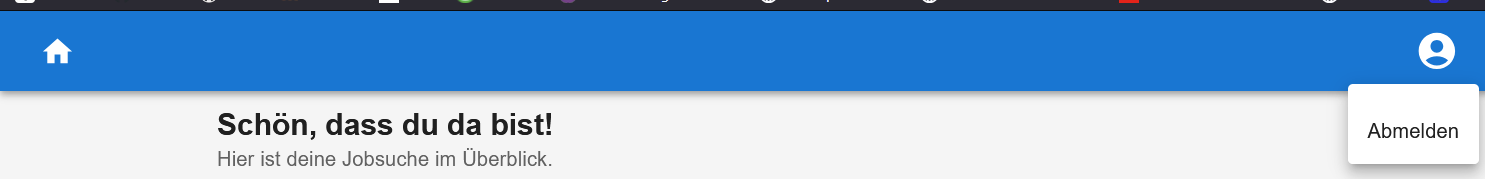 Schön, dass du da bist!
Hier ist deine Jobsuche im Überblick.
Abmelden